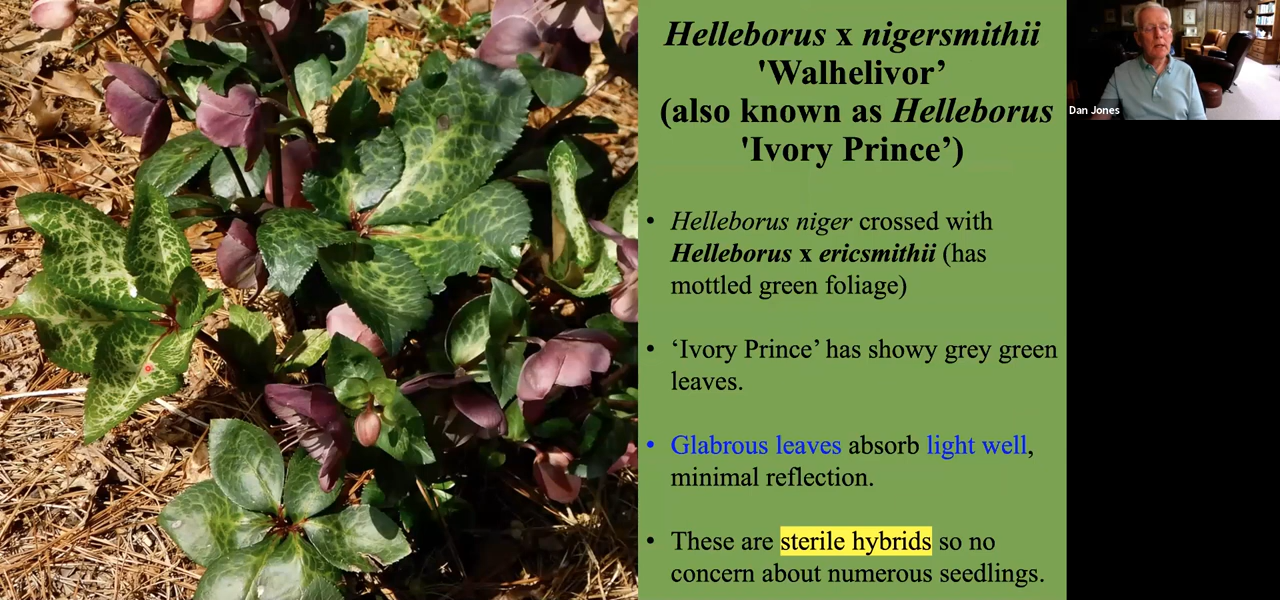 Helleborus x nigersmithii
'Walhelivor’
(also known as Helleborus
'Ivory Prince’)
• Helleborus niger crossed with
Helleborus x ericsmithii (has
mottled green foliage)
• ‘Ivory Prince’ has showy grey green
leaves.
• Glabrous leaves absorb light well,
minimal reflection.
• These are sterile hybrids so no
concern about numerous seedlings.
Dan Jones